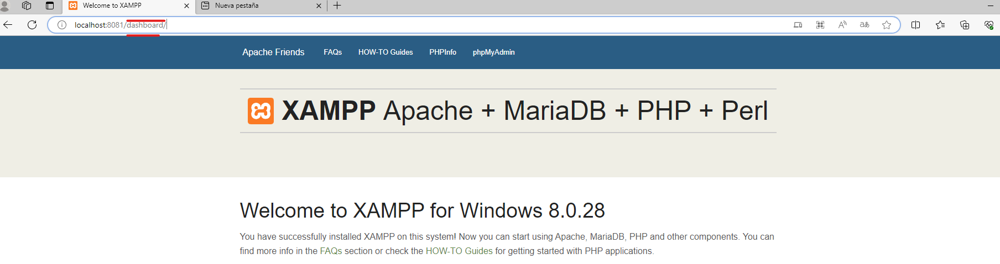 Welcome to XAMPP
Nueva pestaña
localhost:8081/dashboard/
Apache Friends FAQs HOW-TO Guides PHPInfo phpMyAdmin
XAMPP Apache + MariaDB + PHP + Perl
Welcome to XAMPP for Windows 8.0.28
You have successfully installed XAMPP on this system! Now you can start using Apache, MariaDB, PHP and other components. You can
find more info in the FAQs section or check the HOW-TO Guides for getting started with PHP applications.